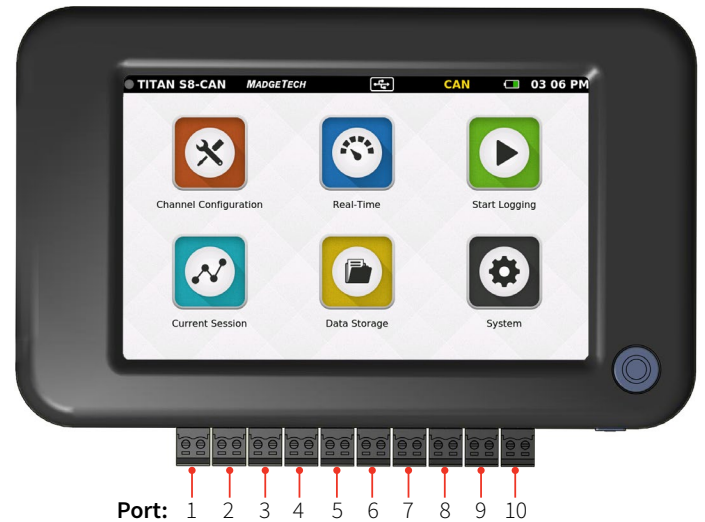 TITAN S8-CAN MADGETECH CAN 03 06 PM
Channel Configuration Real-Time Start Logging
Current Session Data Storage System
Port: 1 2 3 4 5 6 7 8 9 10